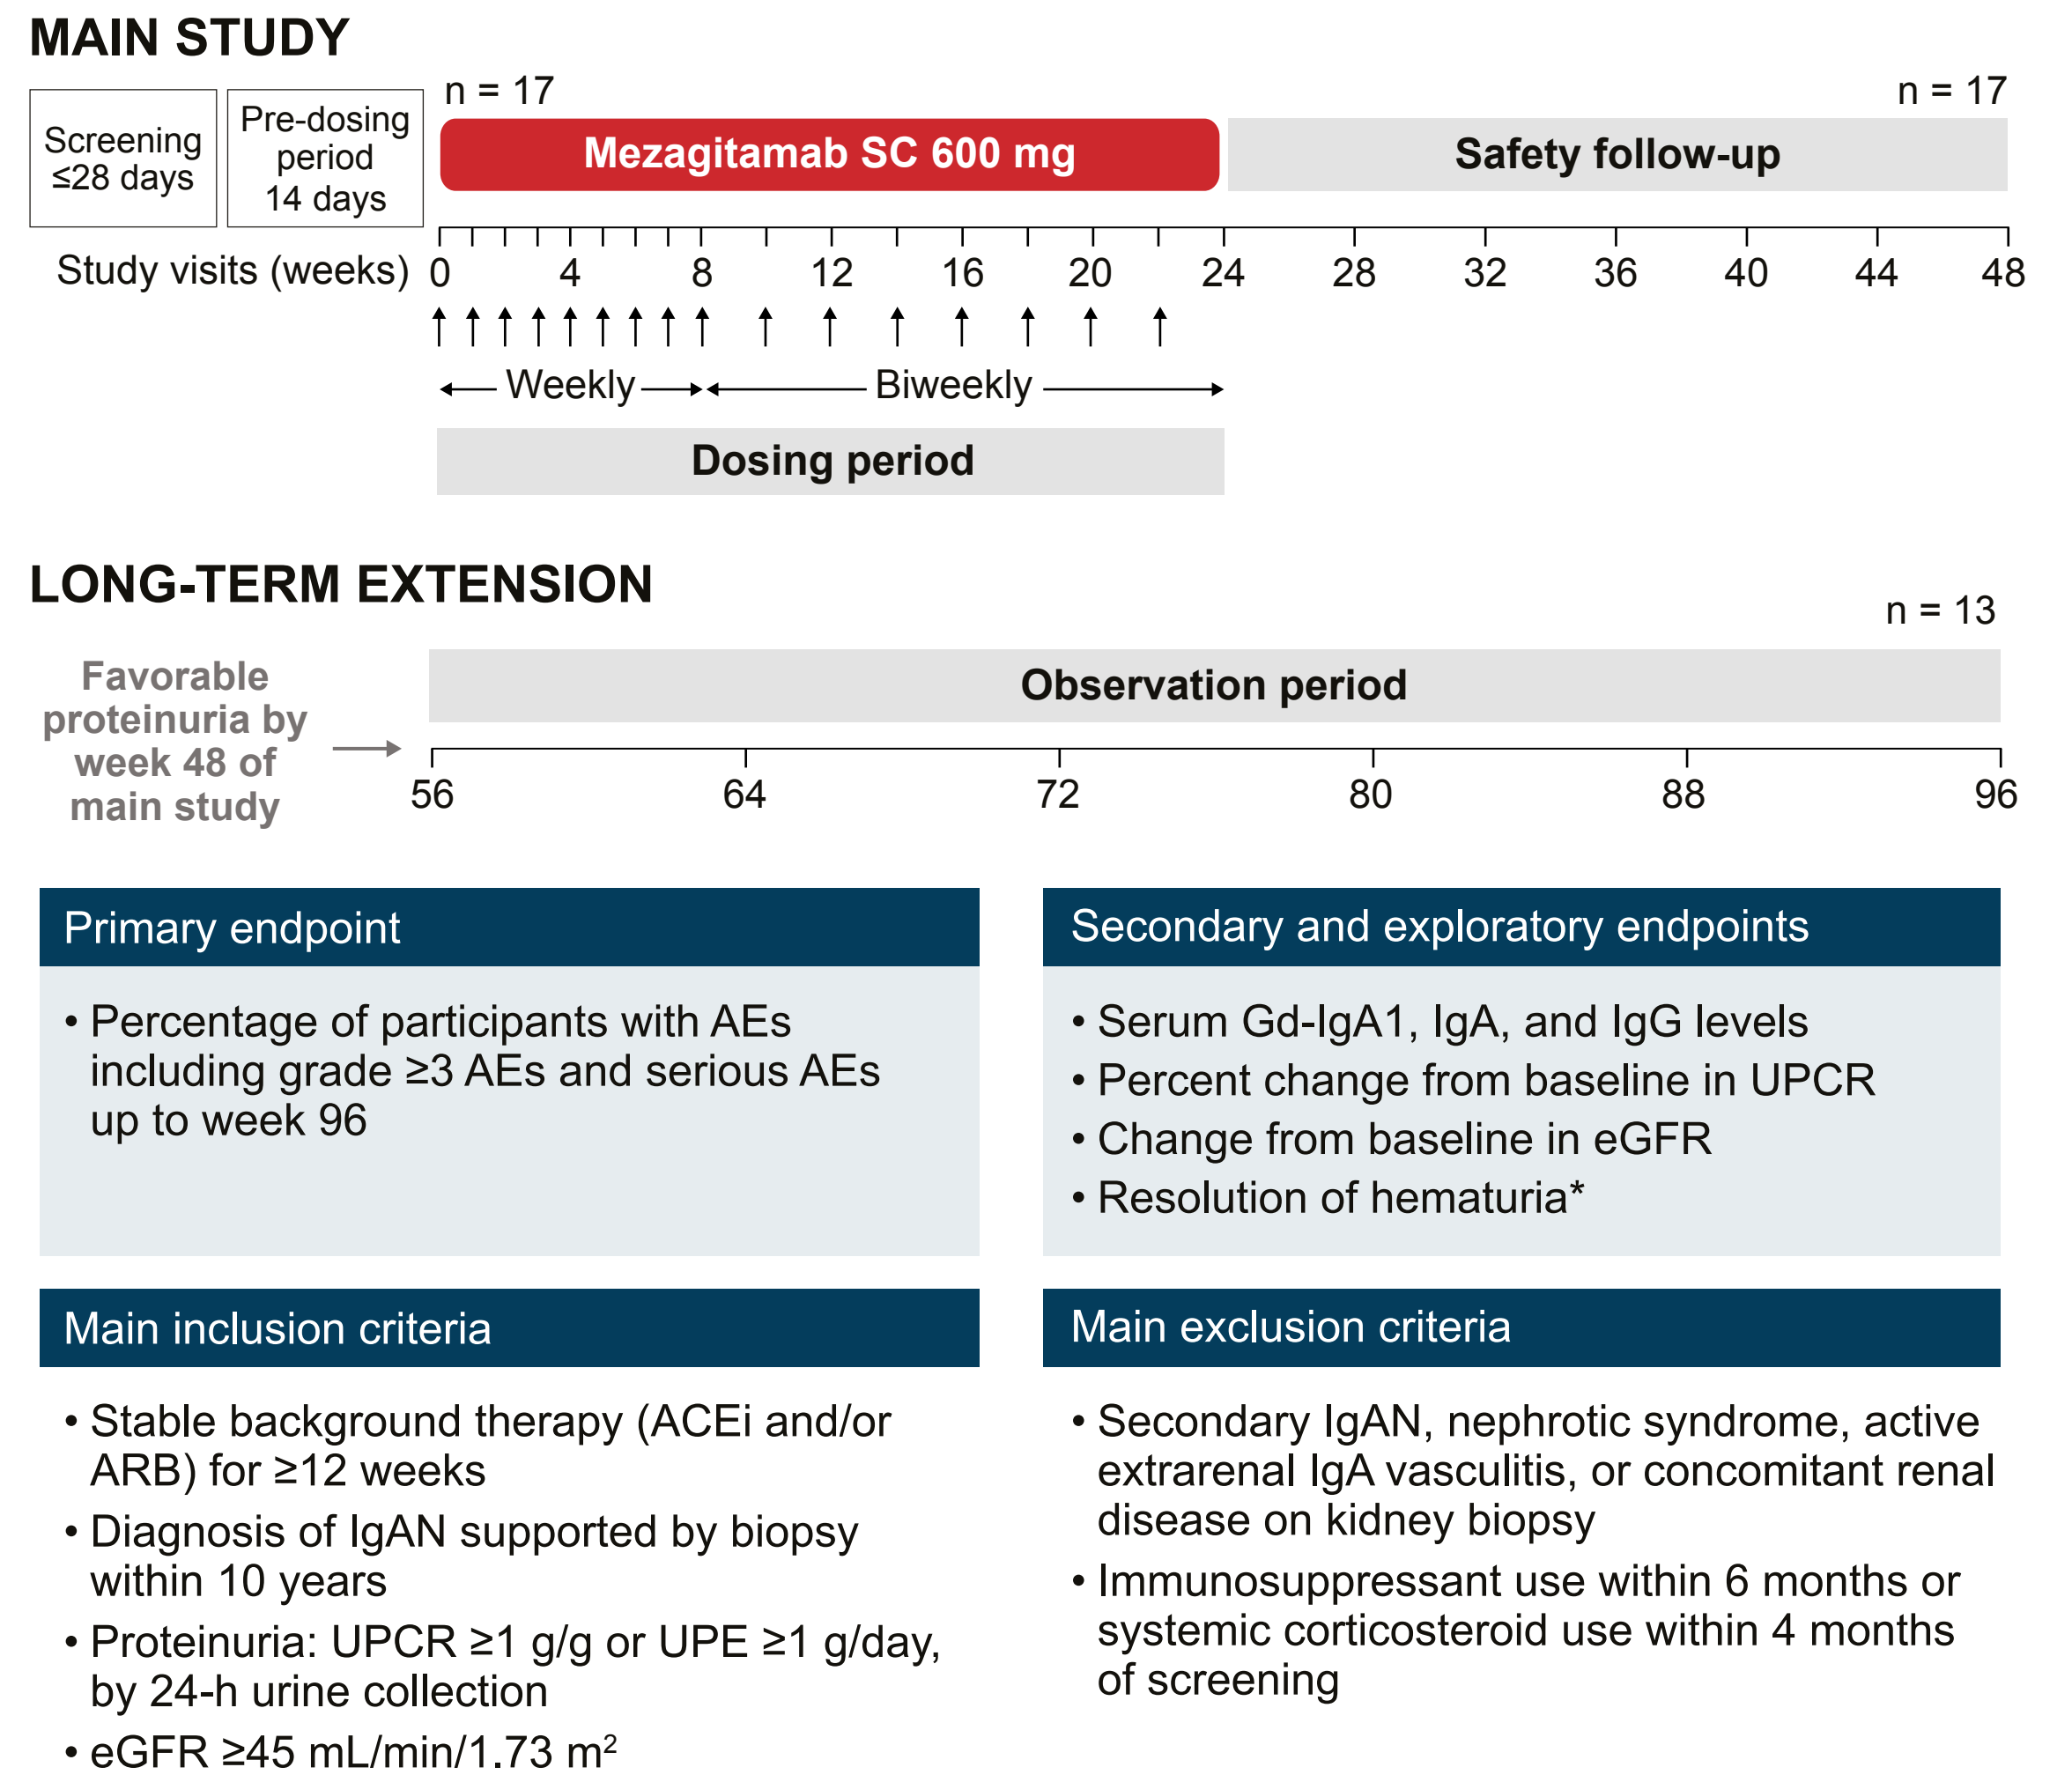 MAIN STUDY
n = 17
n = 17
Screening
≤28 days
Pre-dosing
period
14 days
Mezagitamab SC 600 mg
Safety follow-up
Study visits (weeks) 0 4 8 12 16 20 24 28 32 36 40 44 48
Weekly Biweekly
Dosing period
LONG-TERM EXTENSION
n = 13
Favorable
proteinuria by
week 48 of
main study
Observation period
56 64 72 80 88 96
Primary endpoint
• Percentage of participants with AEs
including grade ≥3 AEs and serious AEs
up to week 96
Secondary and exploratory endpoints
• Serum Gd-IgA1, IgA, and IgG levels
• Percent change from baseline in UPCR
• Change from baseline in eGFR
• Resolution of hematuria*
Main inclusion criteria
• Stable background therapy (ACEi and/or
ARB) for ≥12 weeks
• Diagnosis of IgAN supported by biopsy
within 10 years
• Proteinuria: UPCR ≥1 g/g or UPE ≥1 g/day,
by 24-h urine collection
• eGFR ≥45 mL/min/1.73 m²
Main exclusion criteria
• Secondary IgAN, nephrotic syndrome, active
extrarenal IgA vasculitis, or concomitant renal
disease on kidney biopsy
• Immunosuppressant use within 6 months or
systemic corticosteroid use within 4 months
of screening